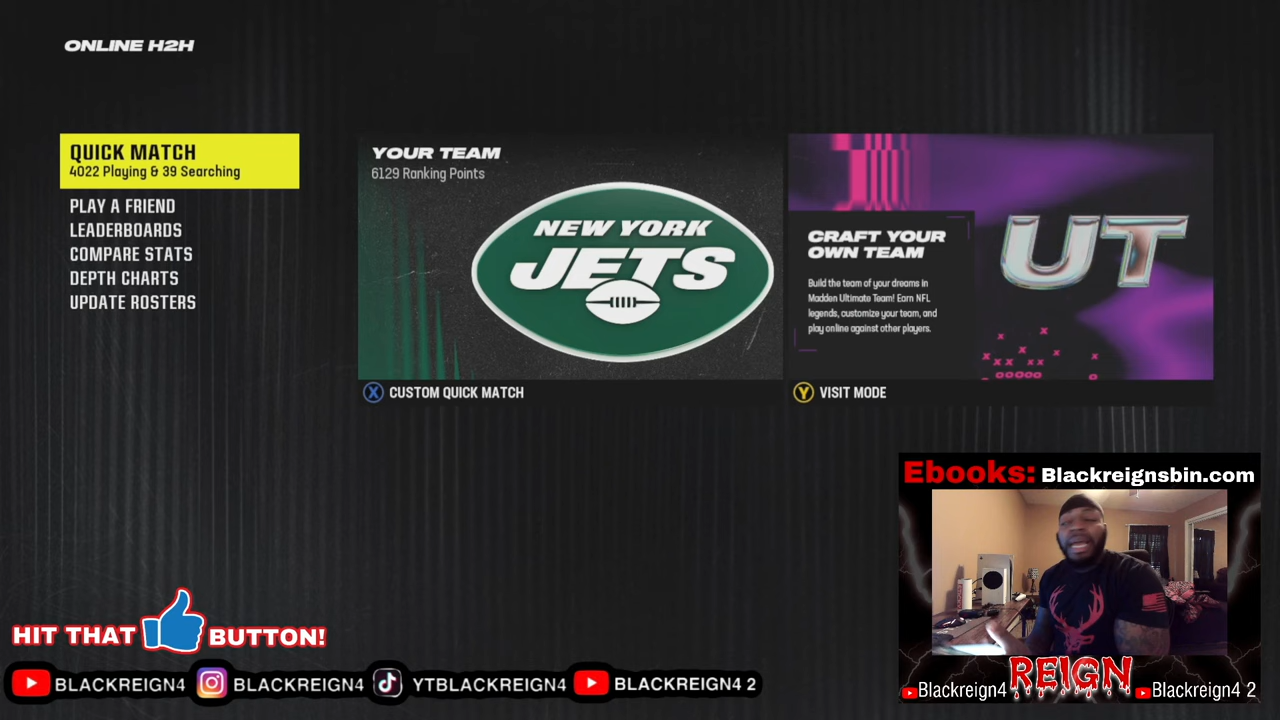 ONLINE H2H
QUICK MATCH
4022 Playing & 39 Searching
PLAY A FRIEND
LEADERBOARDS
COMPARE STATS
DEPTH CHARTS
UPDATE ROSTERS
YOUR TEAM
6129 Ranking Points
NEW YORK
JETS
X CUSTOM QUICK MATCH
CRAFT YOUR
OWN TEAM
Build the team of your dreams in
Madden Ultimate Team! Earn NFL
legends, customize your team, and
play online against other players.
UT
Y VISIT MODE
Ebooks: Blackreignsbin.com
HIT THAT BUTTON!
BLACKREIGN4 BLACKREIGN4 YTBLACKREIGN4 BLACKREIGN4 2
REIGN
Blackreign4 Blackreign4 2